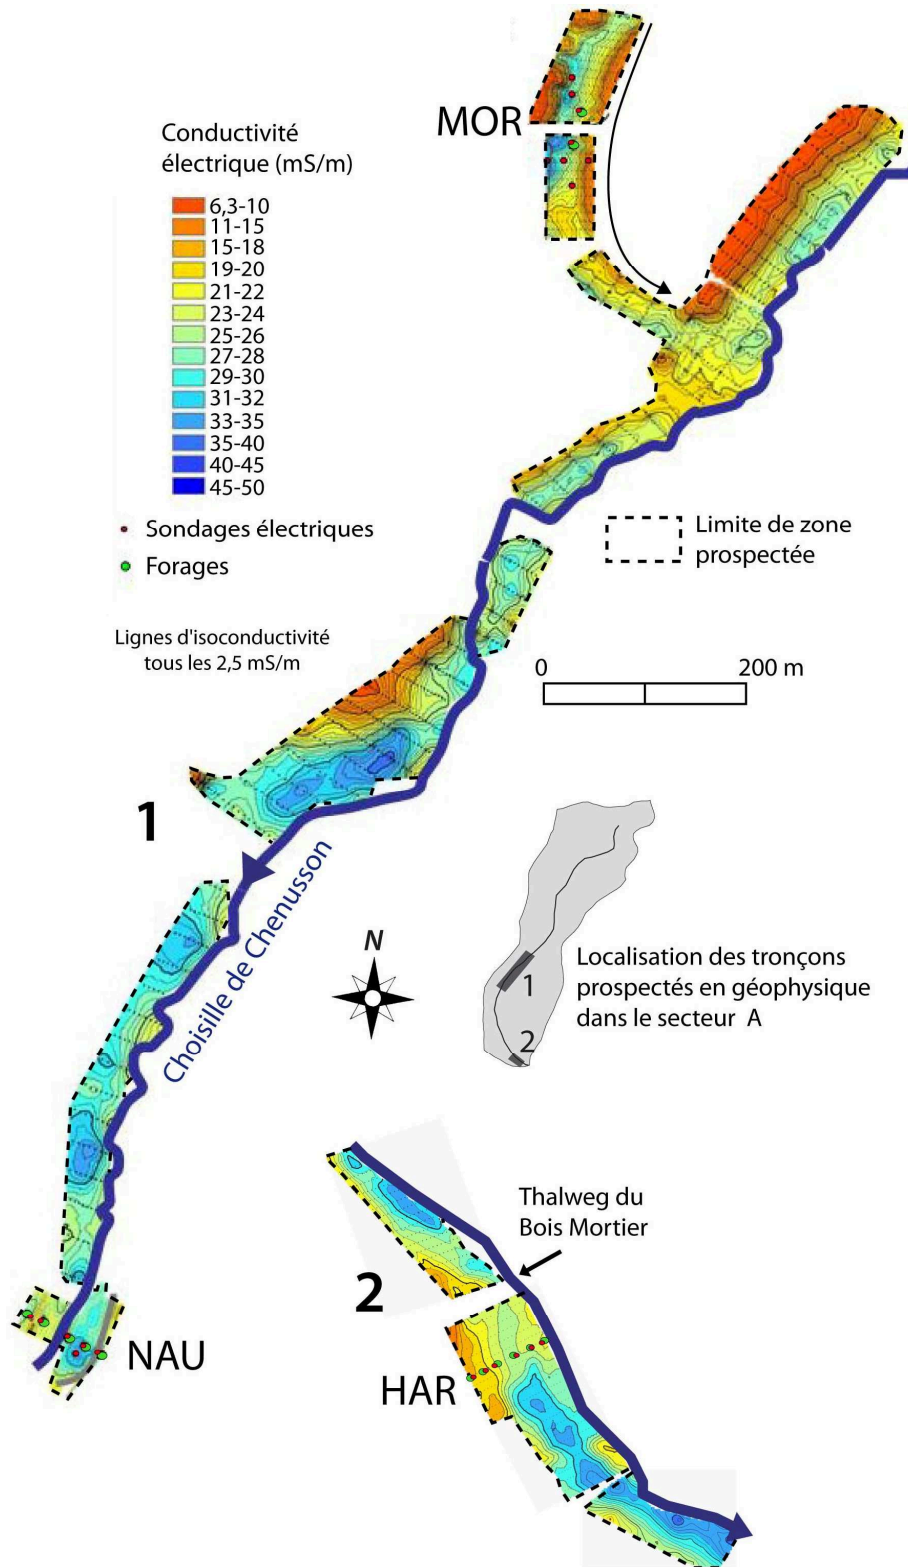 MOR
Conductivité
électrique (mS/m)
6,3-10
11-15
15-18
19-20
21-22
23-24
25-26
27-28
29-30
31-32
33-35
35-40
40-45
45-50
Sondages électriques
Forages
Limite de zone
prospectée
Lignes d'isoconductivité
tous les 2,5 mS/m
0 200 m
1
Choisille de Chenusson
N
Localisation des tronçons
prospectés en géophysique
dans le secteur A
1
2
Thalweg du
Bois Mortier
2
NAU
HAR